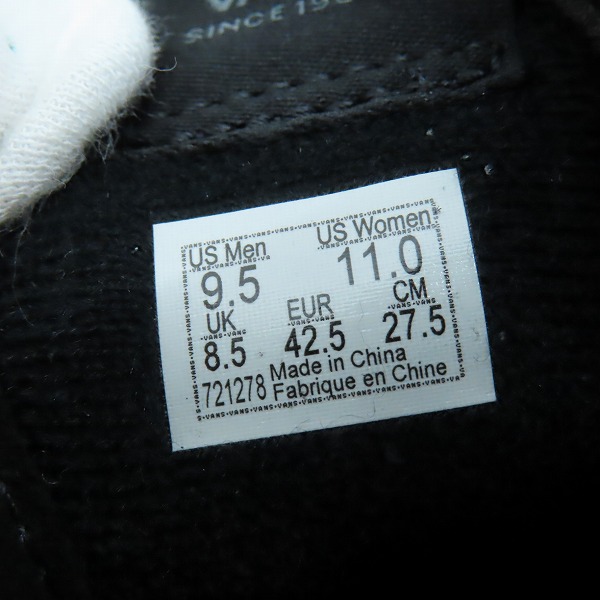 SINCE 19
US Men US Women
9.5 11.0
UK EUR CM
8.5 42.5 27.5
721278 Made in China
Fabrique en Chine